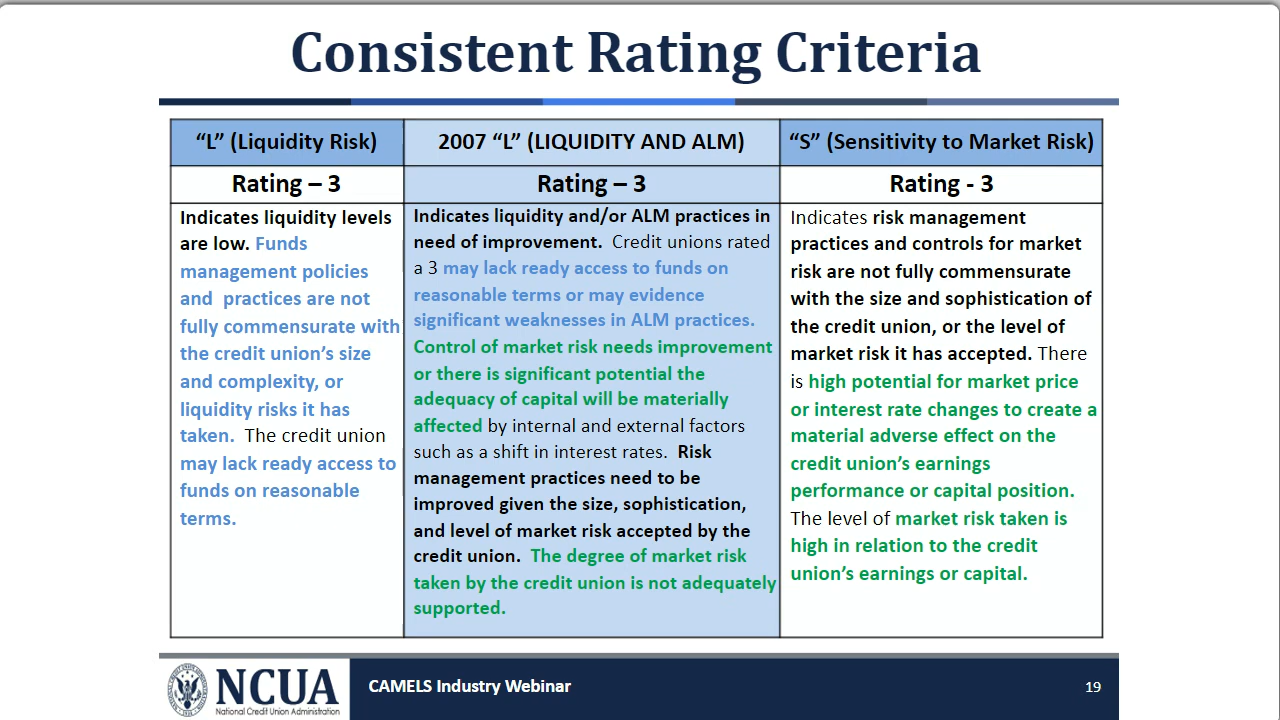 Consistent Rating Criteria
“L” (Liquidity Risk)
2007 “L” (LIQUIDITY AND ALM)
“S” (Sensitivity to Market Risk)
Rating – 3
Rating – 3
Rating - 3
Indicates liquidity levels
are low. Funds
management policies
and practices are not
fully commensurate with
the credit union’s size
and complexity, or
liquidity risks it has
taken. The credit union
may lack ready access to
funds on reasonable
terms.
Indicates liquidity and/or ALM practices in
need of improvement. Credit unions rated
a 3 may lack ready access to funds on
reasonable terms or may evidence
significant weaknesses in ALM practices.
Control of market risk needs improvement
or there is significant potential the
adequacy of capital will be materially
affected by internal and external factors
such as a shift in interest rates. Risk
management practices need to be
improved given the size, sophistication,
and level of market risk accepted by the
credit union. The degree of market risk
taken by the credit union is not adequately
supported.
Indicates risk management
practices and controls for market
risk are not fully commensurate
with the size and sophistication of
the credit union, or the level of
market risk it has accepted. There
is high potential for market price
or interest rate changes to create a
material adverse effect on the
credit union’s earnings
performance or capital position.
The level of market risk taken is
high in relation to the credit
union’s earnings or capital.
NCUA
National Credit Union Administration
CAMELS Industry Webinar
19